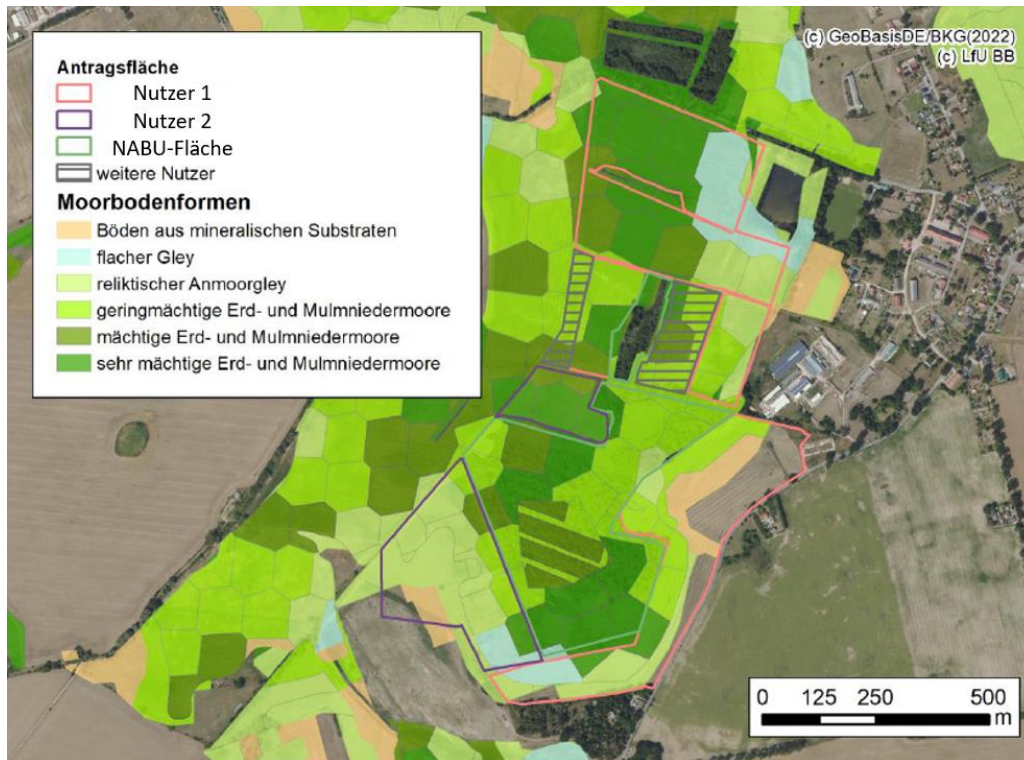 (c) GeoBasisDE/BKG(2022)
(c) LfU BB
Antragsfläche
Nutzer 1
Nutzer 2
NABU-Fläche
weitere Nutzer
Moorbodenformen
Böden aus mineralischen Substraten
flacher Gley
reliktischer Anmoorgley
geringmächtige Erd- und Mulmniedermoore
mächtige Erd- und Mulmniedermoore
sehr mächtige Erd- und Mulmniedermoore
0 125 250 500
m